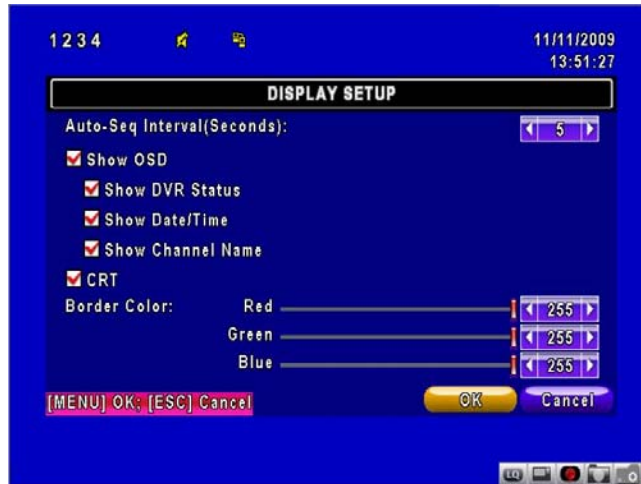 1234
11/11/2009
13:51:27
DISPLAY SETUP
Auto-Seq Interval(Seconds): 5
Show OSD
Show DVR Status
Show Date/Time
Show Channel Name
CRT
Border Color: Red 255
Green 255
Blue 255
[MENU] OK; [ESC] Cancel OK Cancel
LQ